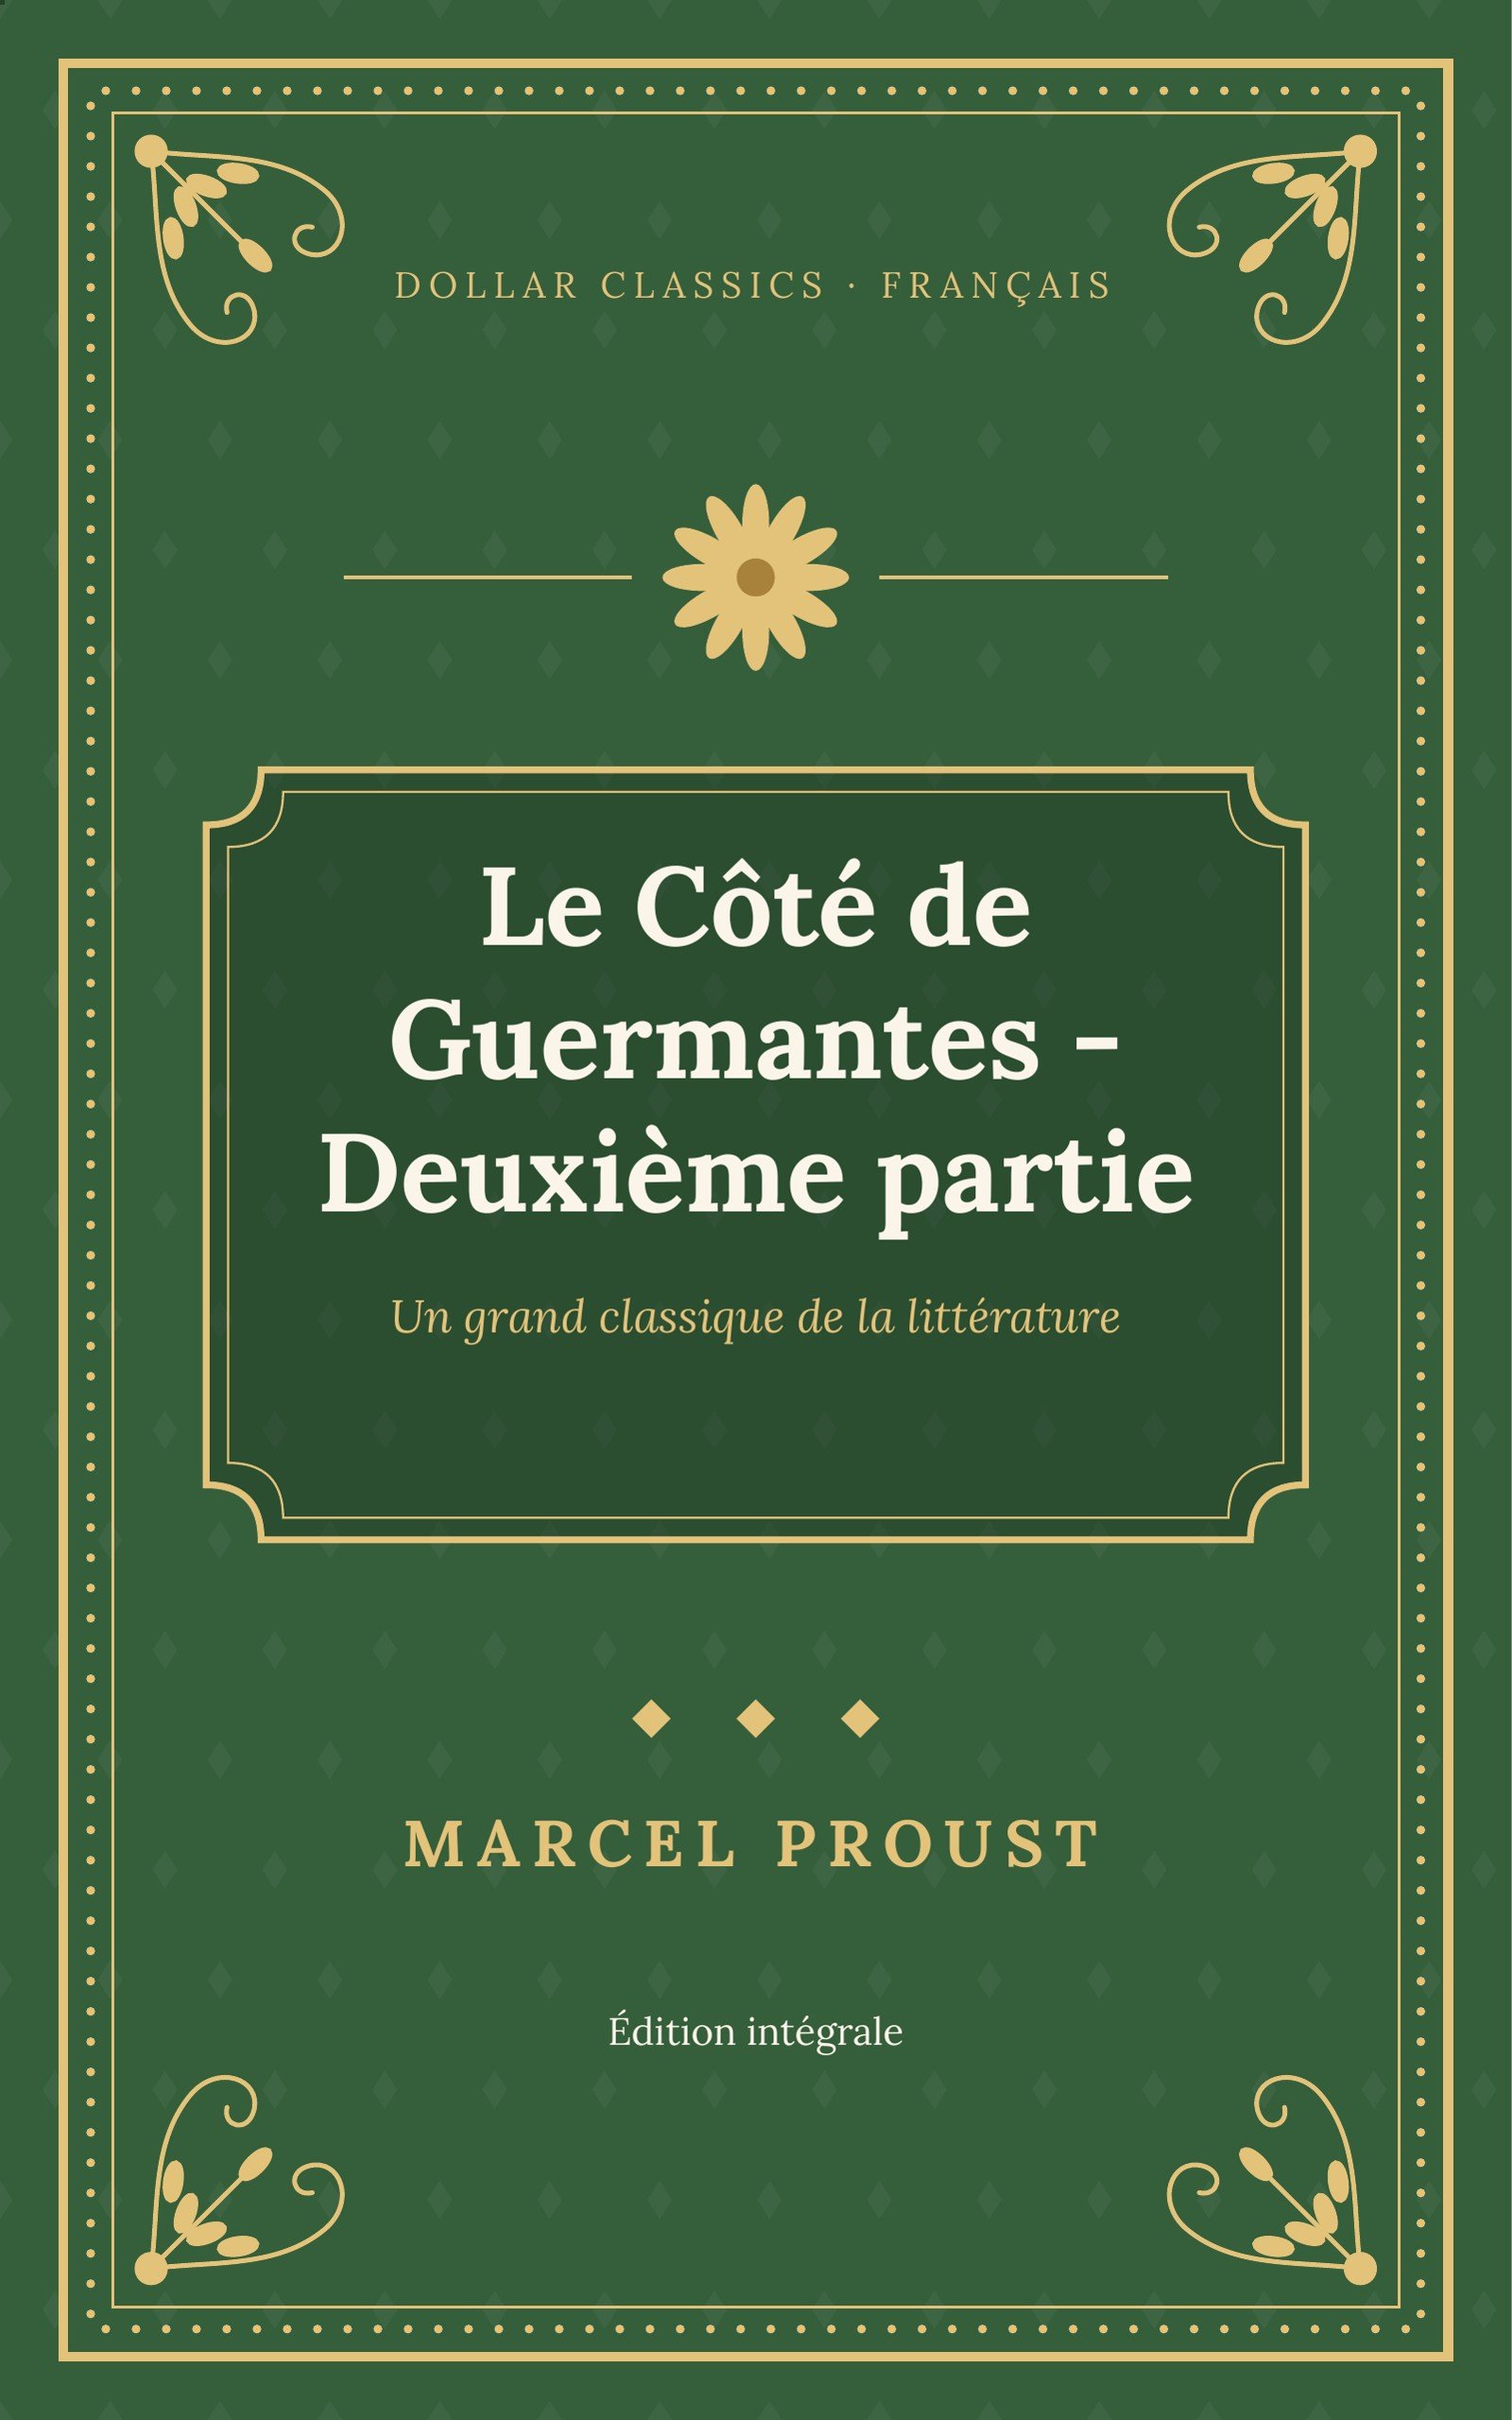 DOLLAR CLASSICS · FRANÇAIS
Le Côté de
Guermantes -
Deuxième partie
Un grand classique de la littérature
MARCEL PROUST
Édition intégrale